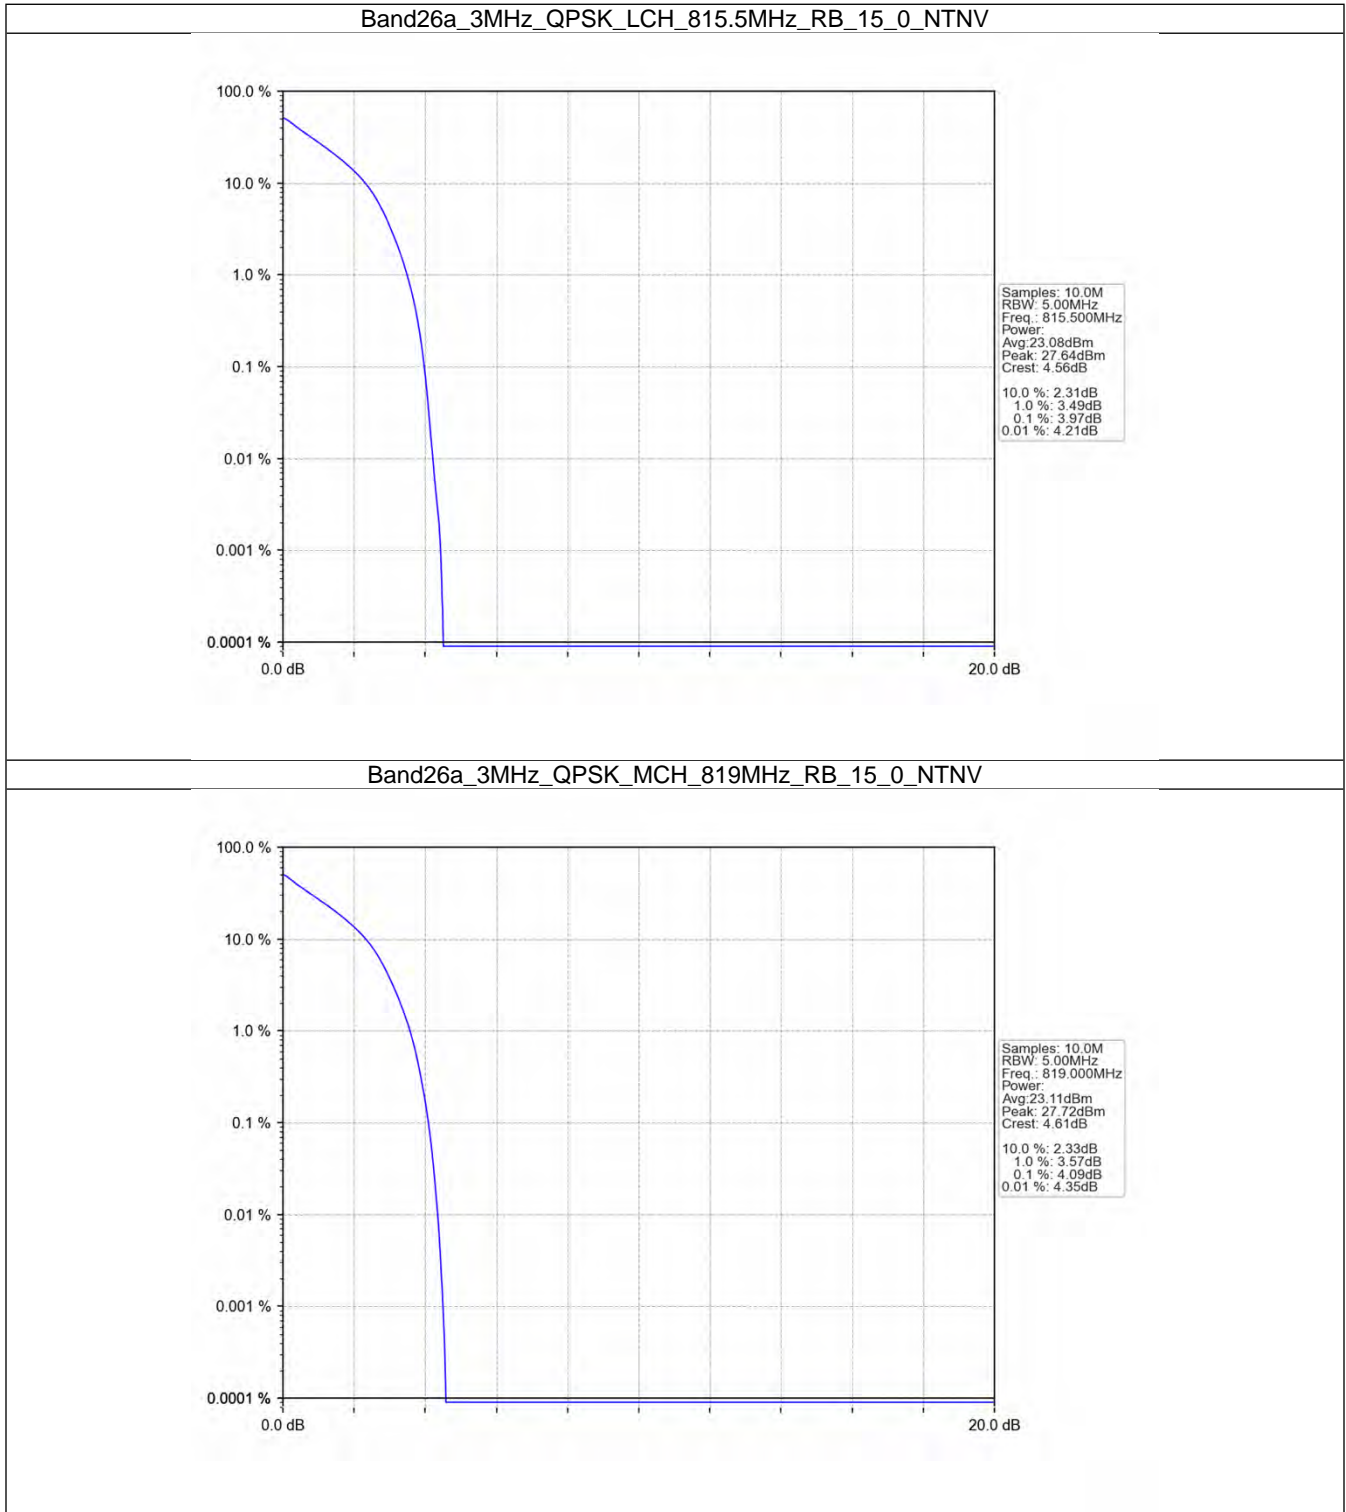 Band26a_3MHz_QPSK_LCH_815.5MHz_RB_15_0_NTNV
100.0 %
10.0 %
1.0 %
0.1 %
0.01 %
0.001 %
0.0001 %
0.0 dB
20.0 dB
Samples: 10.0M
RBW: 5.00MHz
Freq.: 815.500MHz
Power:
Avg:23.08dBm
Peak: 27.64dBm
Crest: 4.56dB
10.0 %: 2.31dB
1.0 %: 3.49dB
0.1 %: 3.97dB
0.01 %: 4.21dB
Band26a_3MHz_QPSK_MCH_819MHz_RB_15_0_NTNV
100.0 %
10.0 %
1.0 %
0.1 %
0.01 %
0.001 %
0.0001 %
0.0 dB
20.0 dB
Samples: 10.0M
RBW: 5.00MHz
Freq.: 819.000MHz
Power:
Avg:23.11dBm
Peak: 27.72dBm
Crest: 4.61dB
10.0 %: 2.33dB
1.0 %: 3.57dB
0.1 %: 4.09dB
0.01 %: 4.35dB